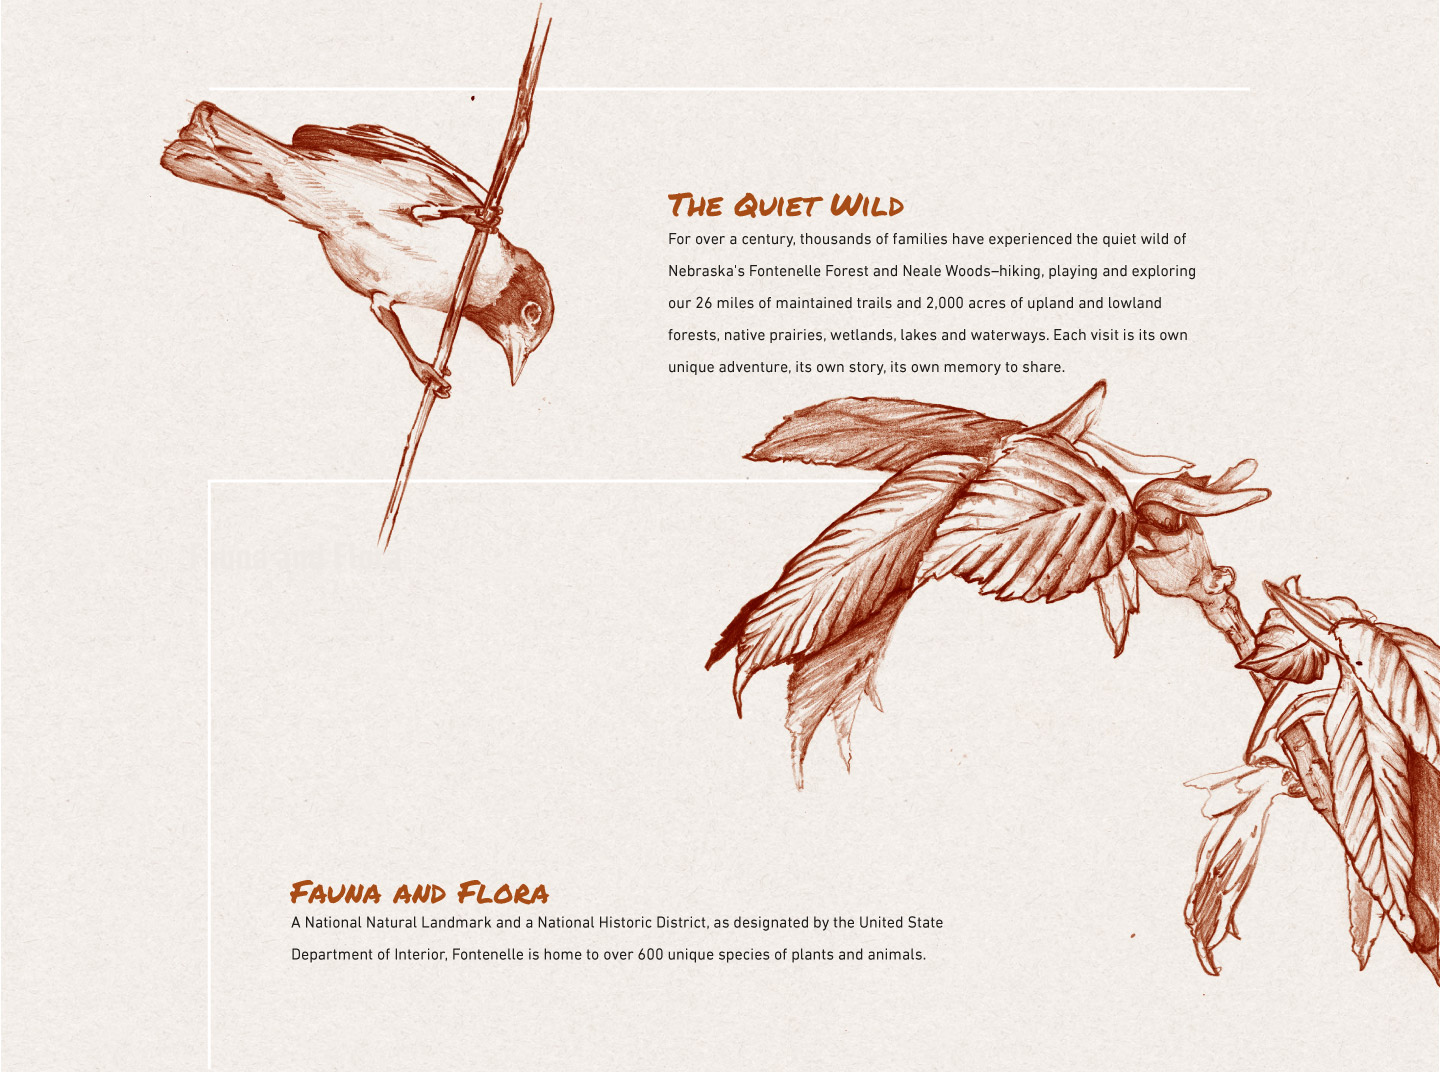 The Quiet Wild
For over a century, thousands of families have experienced the quiet wild of
Nebraska's Fontenelle Forest and Neale Woods–hiking, playing and exploring
our 26 miles of maintained trails and 2,000 acres of upland and lowland
forests, native prairies, wetlands, lakes and waterways. Each visit is its own
unique adventure, its own story, its own memory to share.
Fauna and Flora
A National Natural Landmark and a National Historic District, as designated by the United State
Department of Interior, Fontenelle is home to over 600 unique species of plants and animals.